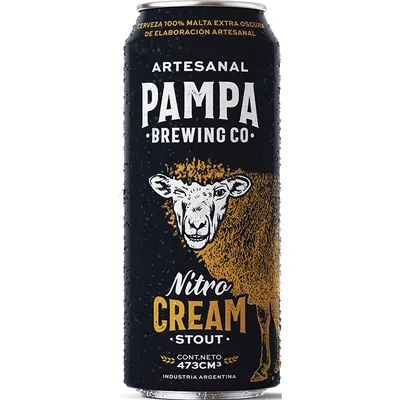 CERVEZA 100% MALTA EXTRA OSCURA
DE ELABORACIÓN ARTESANAL
ARTESANAL
PAMPA
·BREWING CO·
Nitro
CREAM
·STOUT·
CONT.NETO
473CM³
INDUSTRIA ARGENTINA